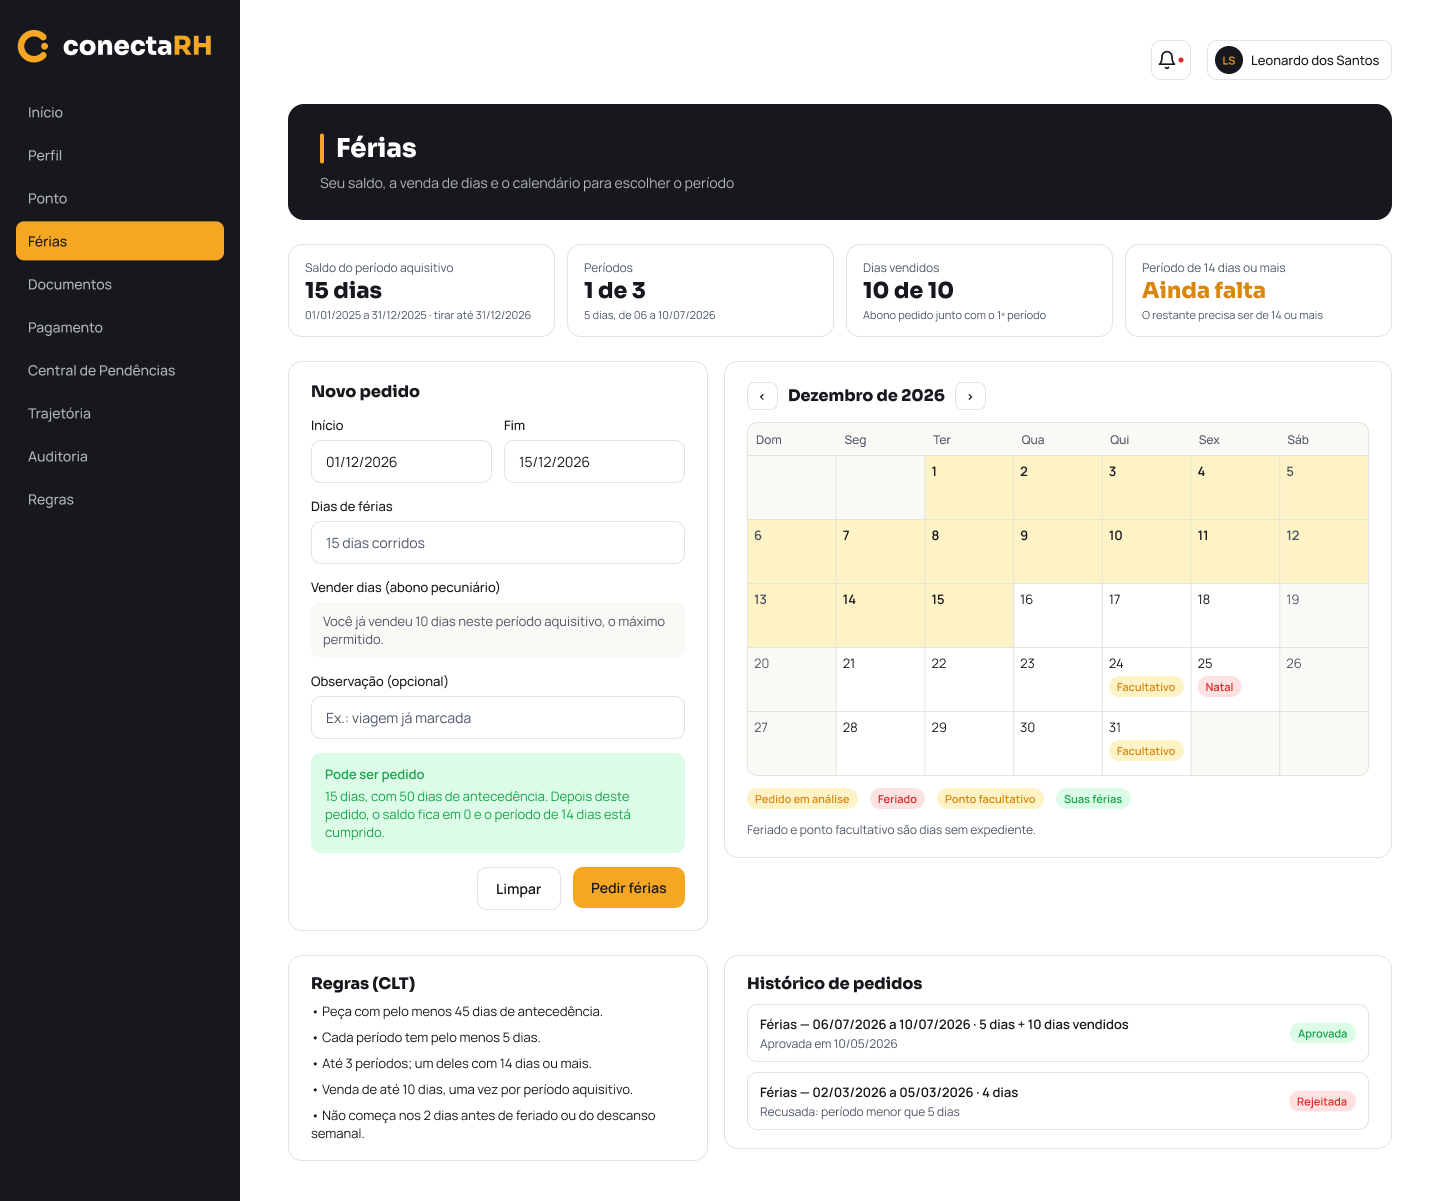 conectaRH
Início
Perfil
Ponto
Férias
Documentos
Pagamento
Central de Pendências
Trajetória
Auditoria
Regras
LS
Leonardo dos Santos
Férias
Seu saldo, a venda de dias e o calendário para escolher o período
Saldo do período aquisitivo
15 dias
01/01/2025 a 31/12/2025 · tirar até 31/12/2026
Períodos
1 de 3
5 dias, de 06 a 10/07/2026
Dias vendidos
10 de 10
Abono pedido junto com o 1º período
Período de 14 dias ou mais
Ainda falta
O restante precisa ser de 14 ou mais
Novo pedido
Início
Fim
01/12/2026
15/12/2026
Dias de férias
15 dias corridos
Vender dias (abono pecuniário)
Você já vendeu 10 dias neste período aquisitivo, o máximo
permitido.
Observação (opcional)
Ex.: viagem já marcada
Pode ser pedido
15 dias, com 50 dias de antecedência. Depois deste
pedido, o saldo fica em 0 e o período de 14 dias está
cumprido.
Limpar
Pedir férias
‹ Dezembro de 2026 ›
Dom Seg Ter Qua Qui Sex Sáb
1 2 3 4 5
6 7 8 9 10 11 12
13 14 15 16 17 18 19
20 21 22 23 24 25 26
Facultativo Natal
27 28 29 30 31
Facultativo
Pedido em análise Feriado Ponto facultativo Suas férias
Feriado e ponto facultativo são dias sem expediente.
Regras (CLT)
• Peça com pelo menos 45 dias de antecedência.
• Cada período tem pelo menos 5 dias.
• Até 3 períodos; um deles com 14 dias ou mais.
• Venda de até 10 dias, uma vez por período aquisitivo.
• Não começa nos 2 dias antes de feriado ou do descanso
semanal.
Histórico de pedidos
Férias — 06/07/2026 a 10/07/2026 · 5 dias + 10 dias vendidos
Aprovada em 10/05/2026
Aprovada
Férias — 02/03/2026 a 05/03/2026 · 4 dias
Recusada: período menor que 5 dias
Rejeitada